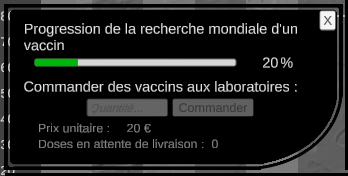 X
Progression de la recherche mondiale d'un
vaccin
20 %
Commander des vaccins aux laboratoires :
Quantité... Commander
Prix unitaire : 20 €
Doses en attente de livraison : 0